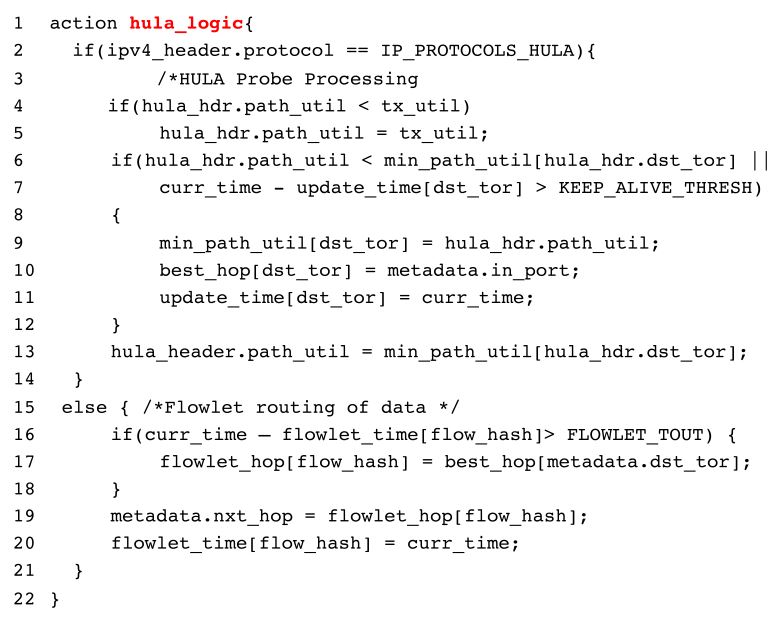 1 action hula_logic{
2 if(ipv4_header.protocol == IP_PROTOCOLS_HULA){
3 /*HULA Probe Processing
4 if(hula_hdr.path_util < tx_util)
5 hula_hdr.path_util = tx_util;
6 if(hula_hdr.path_util < min_path_util[hula_hdr.dst_tor] ||
7 curr_time - update_time[dst_tor] > KEEP_ALIVE_THRESH)
8 {
9 min_path_util[dst_tor] = hula_hdr.path_util;
10 best_hop[dst_tor] = metadata.in_port;
11 update_time[dst_tor] = curr_time;
12 }
13 hula_header.path_util = min_path_util[hula_hdr.dst_tor];
14 }
15 else { /*Flowlet routing of data */
16 if(curr_time – flowlet_time[flow_hash]> FLOWLET_TOUT) {
17 flowlet_hop[flow_hash] = best_hop[metadata.dst_tor];
18 }
19 metadata.nxt_hop = flowlet_hop[flow_hash];
20 flowlet_time[flow_hash] = curr_time;
21 }
22 }